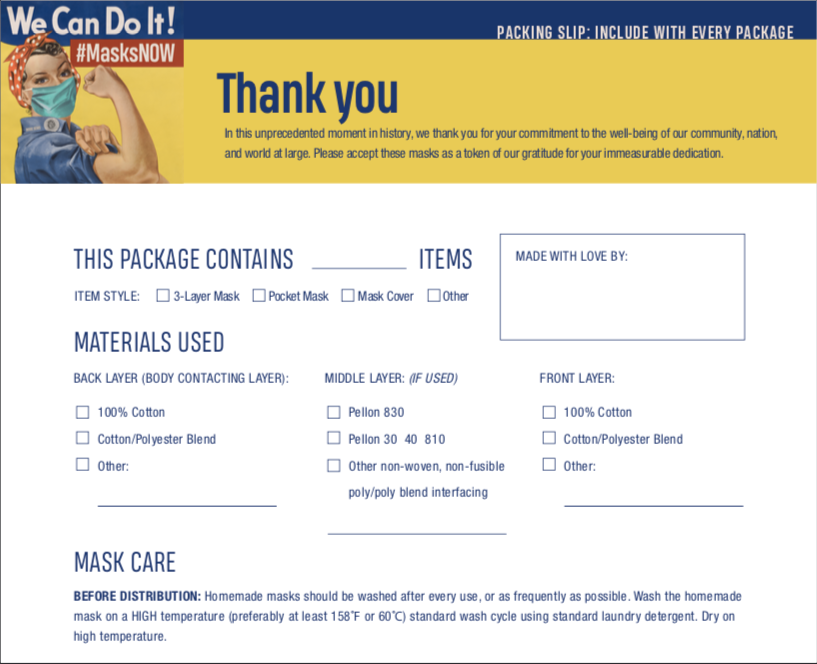 We Can Do It!
#MasksNOW
PACKING SLIP: INCLUDE WITH EVERY PACKAGE
Thank you
In this unprecedented moment in history, we thank you for your commitment to the well-being of our community, nation,
and world at large. Please accept these masks as a token of our gratitude for your immeasurable dedication.
THIS PACKAGE CONTAINS ITEMS
MADE WITH LOVE BY:
ITEM STYLE: 3-Layer Mask Pocket Mask Mask Cover Other
MATERIALS USED
BACK LAYER (BODY CONTACTING LAYER):
100% Cotton
Cotton/Polyester Blend
Other:
MIDDLE LAYER: (IF USED)
Pellon 830
Pellon 30 40 810
Other non-woven, non-fusible
poly/poly blend interfacing
FRONT LAYER:
100% Cotton
Cotton/Polyester Blend
Other:
MASK CARE
BEFORE DISTRIBUTION: Homemade masks should be washed after every use, or as frequently as possible. Wash the homemade
mask on a HIGH temperature (preferably at least 158°F or 60°C) standard wash cycle using standard laundry detergent. Dry on
high temperature.